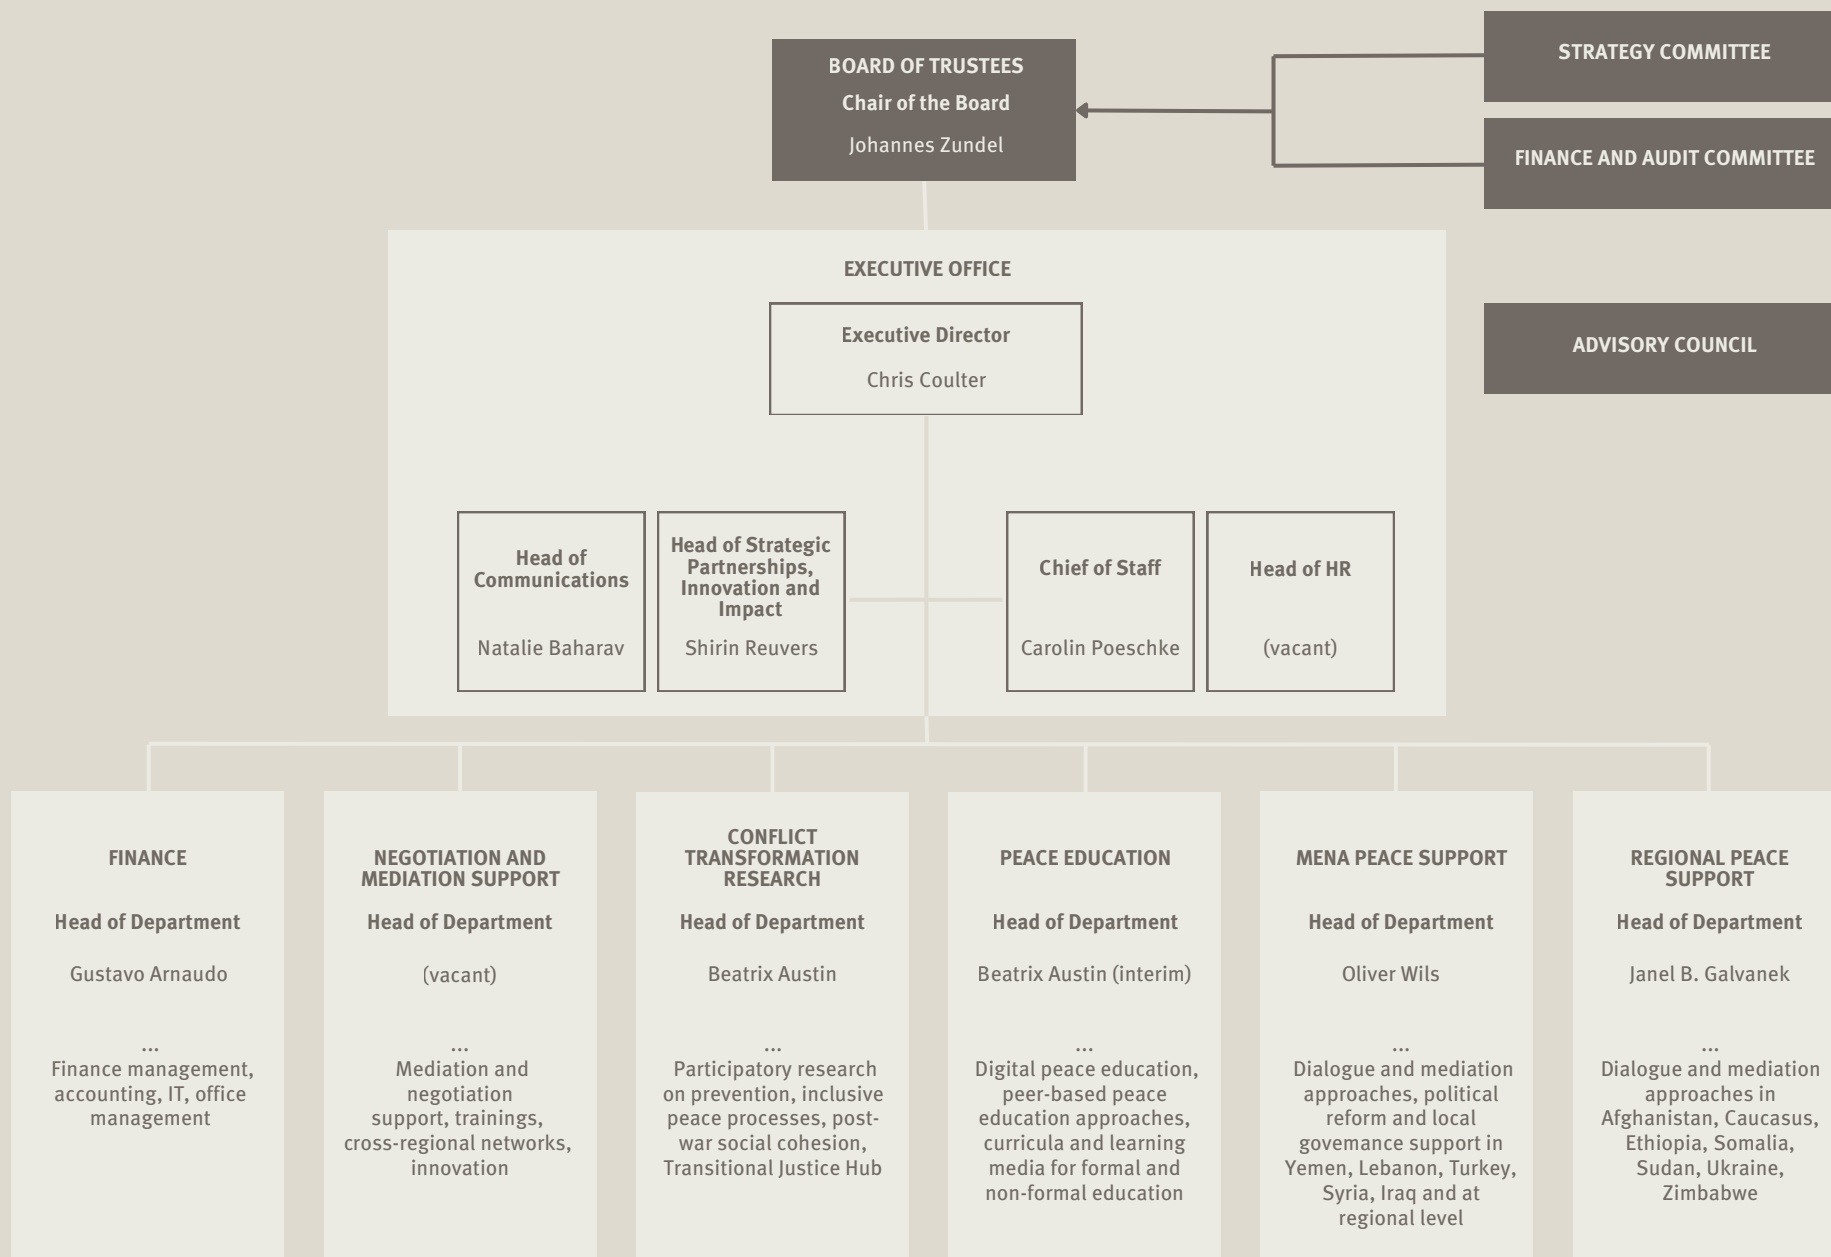 BOARD OF TRUSTEES
Chair of the Board
Johannes Zundel
STRATEGY COMMITTEE
FINANCE AND AUDIT COMMITTEE
EXECUTIVE OFFICE
Executive Director
Chris Coulter
ADVISORY COUNCIL
Head of
Communications
Natalie Baharav
Head of Strategic
Partnerships,
Innovation and
Impact
Shirin Reuvers
Chief of Staff
Carolin Poeschke
Head of HR
(vacant)
FINANCE
Head of Department
Gustavo Arnaudo
...
Finance management,
accounting, IT, office
management
NEGOTIATION AND
MEDIATION SUPPORT
Head of Department
(vacant)
...
Mediation and
negotiation
support, trainings,
cross-regional networks,
innovation
CONFLICT
TRANSFORMATION
RESEARCH
Head of Department
Beatrix Austin
...
Participatory research
on prevention, inclusive
peace processes, post-
war social cohesion,
Transitional Justice Hub
PEACE EDUCATION
Head of Department
Beatrix Austin (interim)
...
Digital peace education,
peer-based peace
education approaches,
curricula and learning
media for formal and
non-formal education
MENA PEACE SUPPORT
Head of Department
Oliver Wils
...
Dialogue and mediation
approaches, political
reform and local
governance support in
Yemen, Lebanon, Turkey,
Syria, Iraq and at
regional level
REGIONAL PEACE
SUPPORT
Head of Department
Janel B. Galvanek
...
Dialogue and mediation
approaches in
Afghanistan, Caucasus,
Ethiopia, Somalia,
Sudan, Ukraine,
Zimbabwe